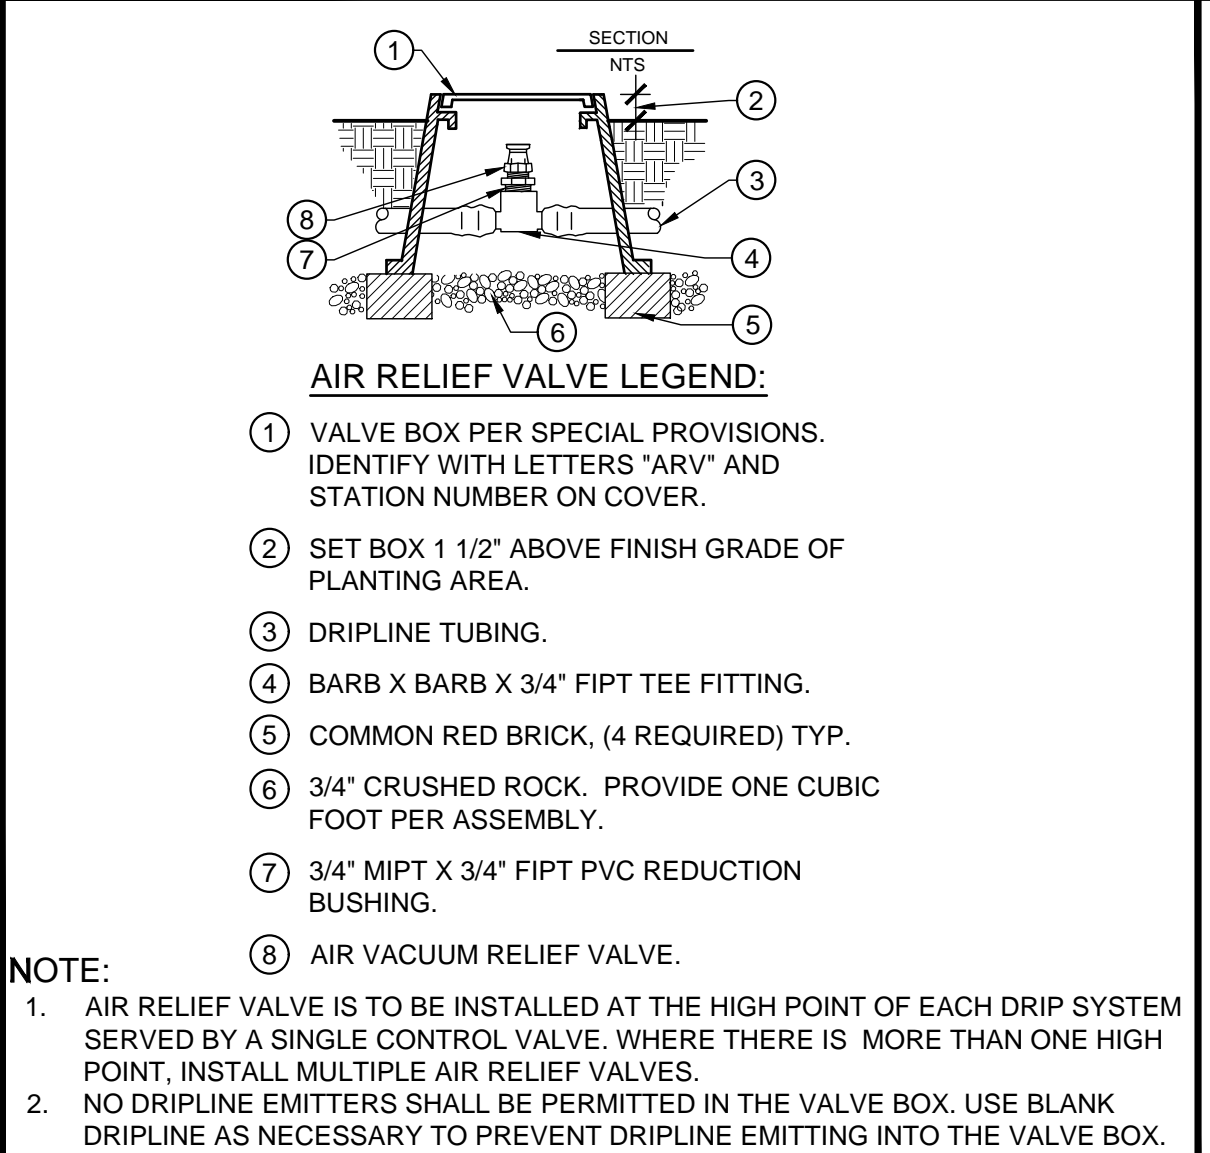 SECTION
NTS
1
2
3
8
7
4
5
6
AIR RELIEF VALVE LEGEND:
1 VALVE BOX PER SPECIAL PROVISIONS.
IDENTIFY WITH LETTERS "ARV" AND
STATION NUMBER ON COVER.
2 SET BOX 1 1/2" ABOVE FINISH GRADE OF
PLANTING AREA.
3 DRIPLINE TUBING.
4 BARB X BARB X 3/4" FIPT TEE FITTING.
5 COMMON RED BRICK, (4 REQUIRED) TYP.
6 3/4" CRUSHED ROCK. PROVIDE ONE CUBIC
FOOT PER ASSEMBLY.
7 3/4" MIPT X 3/4" FIPT PVC REDUCTION
BUSHING.
8 AIR VACUUM RELIEF VALVE.
NOTE:
1. AIR RELIEF VALVE IS TO BE INSTALLED AT THE HIGH POINT OF EACH DRIP SYSTEM
SERVED BY A SINGLE CONTROL VALVE. WHERE THERE IS MORE THAN ONE HIGH
POINT, INSTALL MULTIPLE AIR RELIEF VALVES.
2. NO DRIPLINE EMITTERS SHALL BE PERMITTED IN THE VALVE BOX. USE BLANK
DRIPLINE AS NECESSARY TO PREVENT DRIPLINE EMITTING INTO THE VALVE BOX.